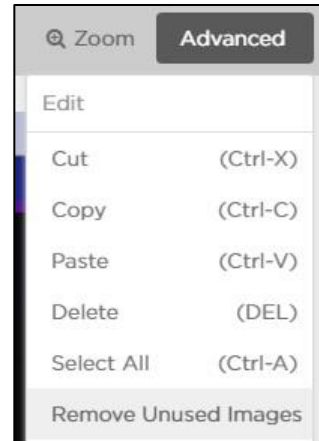 Zoom Advanced
Edit
Cut (Ctrl-X)
Copy (Ctrl-C)
Paste (Ctrl-V)
Delete (DEL)
Select All (Ctrl-A)
Remove Unused Images